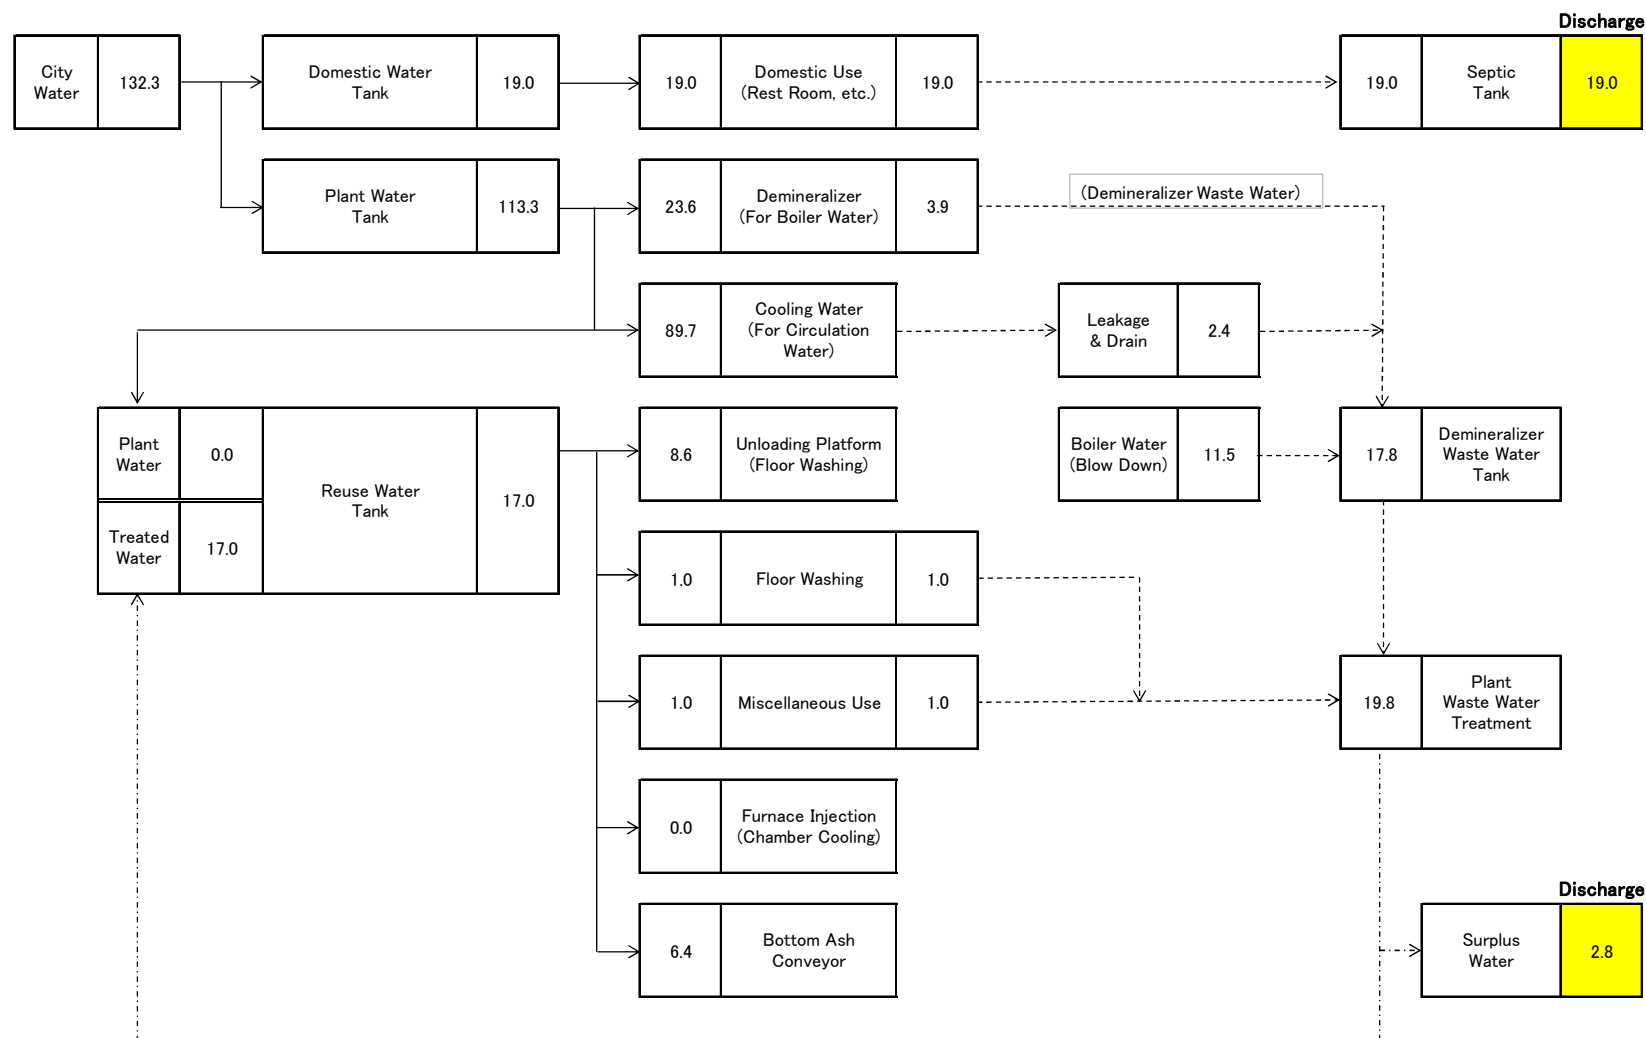 Discharge
City
Water
132.3
Domestic Water
Tank
19.0
19.0
Domestic Use
(Rest Room, etc.)
19.0
19.0
Septic
Tank
19.0
Plant Water
Tank
113.3
23.6
Demineralizer
(For Boiler Water)
3.9
(Demineralizer Waste Water)
89.7
Cooling Water
(For Circulation
Water)
Leakage
& Drain
2.4
Plant
Water
0.0
Treated
Water
17.0
Reuse Water
Tank
17.0
8.6
Unloading Platform
(Floor Washing)
Boiler Water
(Blow Down)
11.5
17.8
Demineralizer
Waste Water
Tank
1.0
Floor Washing
1.0
1.0
Miscellaneous Use
1.0
19.8
Plant
Waste Water
Treatment
0.0
Furnace Injection
(Chamber Cooling)
Discharge
6.4
Bottom Ash
Conveyor
Surplus
Water
2.8